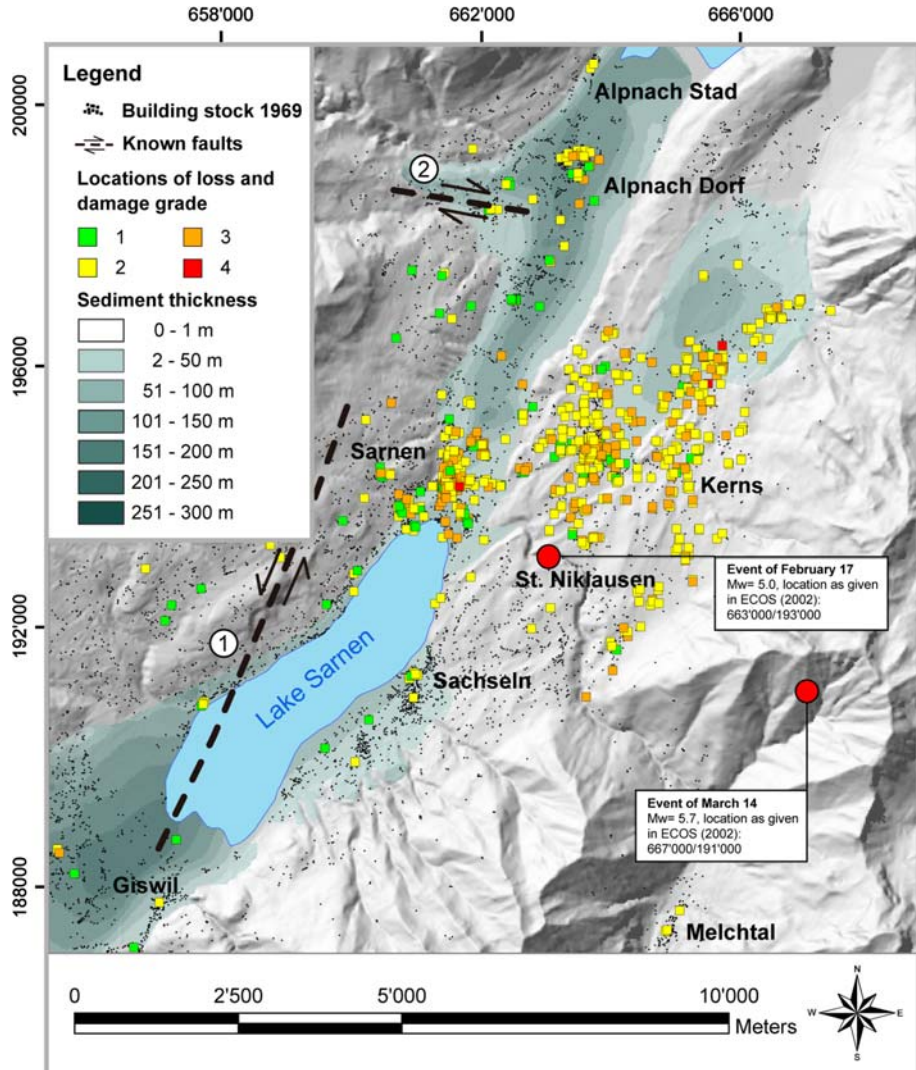 658'000
662'000
666'000
200000
196000
192000
188000
Legend
Building stock 1969
Known faults
Locations of loss and
damage grade
1
3
2
4
Sediment thickness
0 - 1 m
2 - 50 m
51 - 100 m
101 - 150 m
151 - 200 m
201 - 250 m
251 - 300 m
Alpnach Stad
2
Alpnach Dorf
Sarnen
Kerns
St. Niklausen
Event of February 17
Mw= 5.0, location as given
in ECOS (2002):
663'000/193'000
1
Lake Sarnen
Sachseln
Event of March 14
Mw= 5.7, location as given
in ECOS (2002):
667'000/191'000
Giswil
Melchtal
0
2'500
5'000
10'000
Meters
N
W
E
S